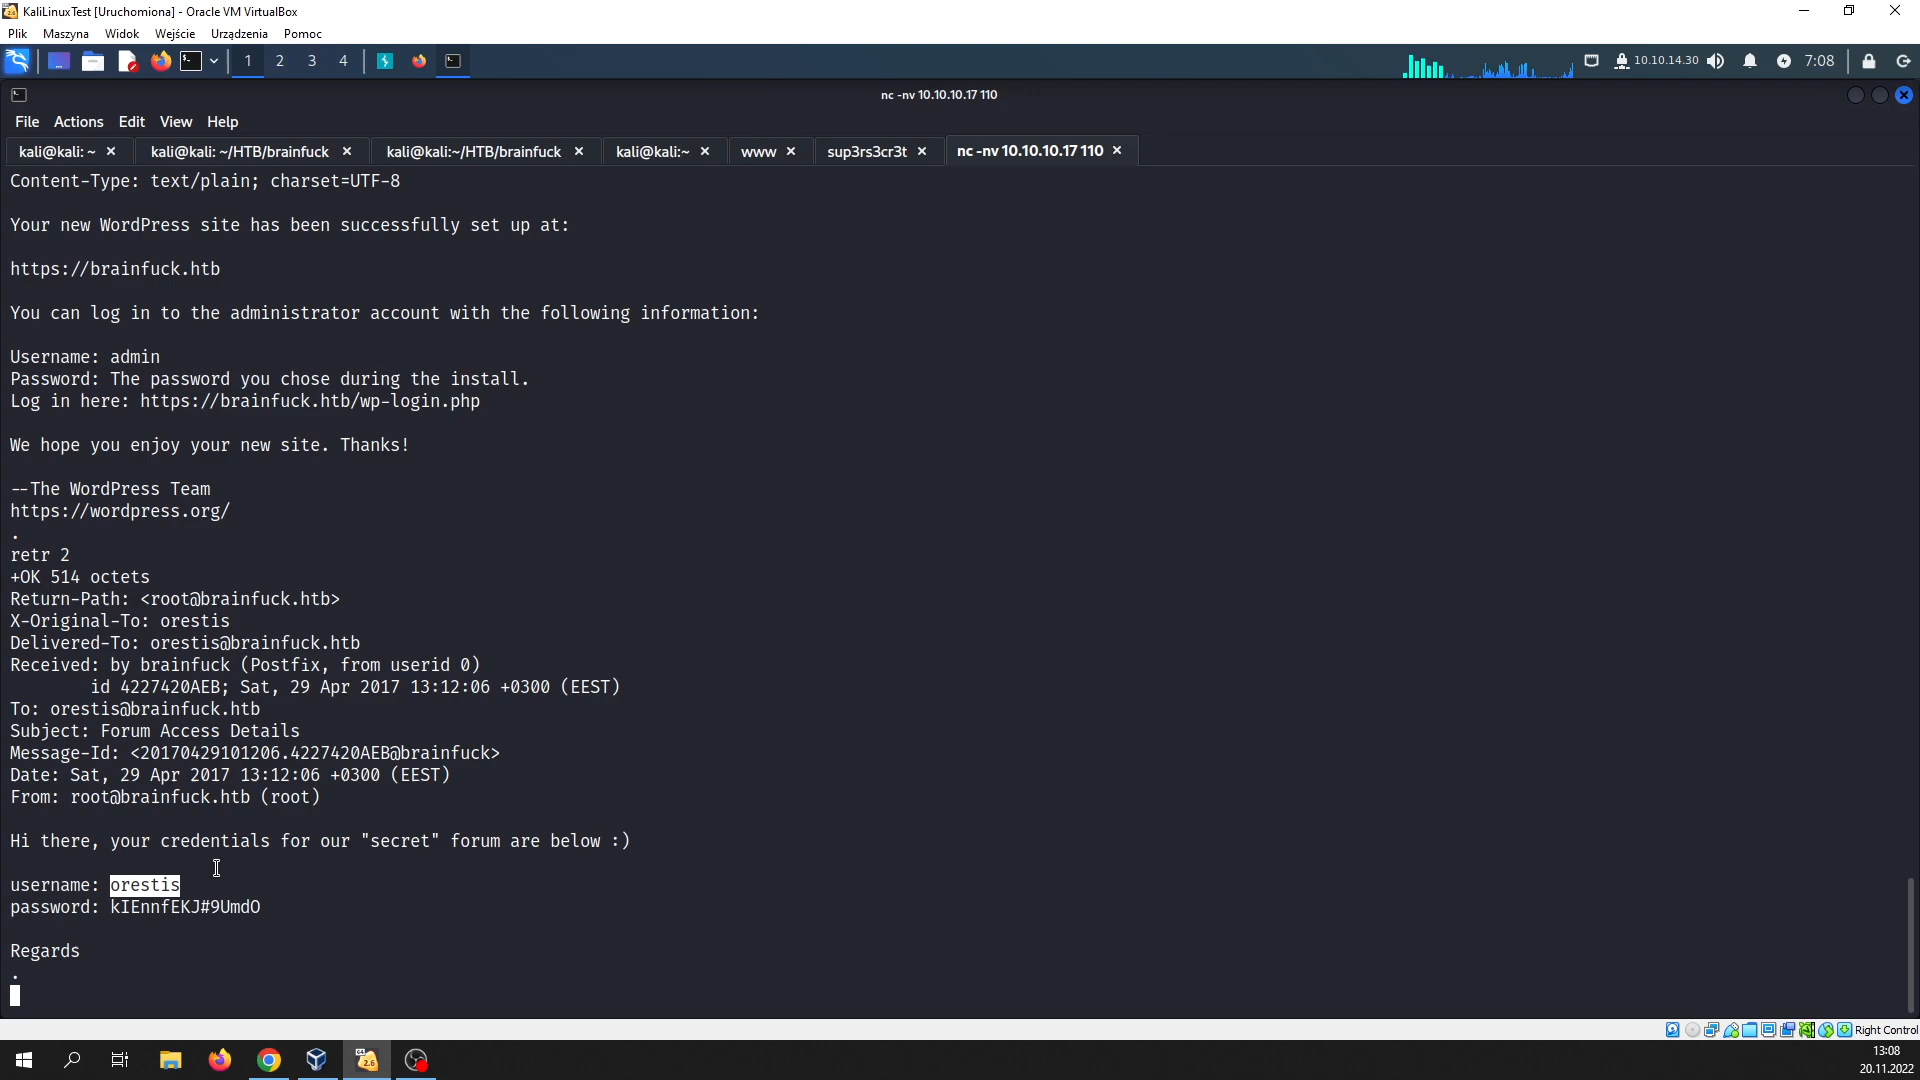 KaliLinuxTest [Uruchomiona] - Oracle VM VirtualBox
Plik Maszyna Widok Wejście Urządzenia Pomoc
1 2 3 4 10.10.14.30 7:08
nc -nv 10.10.10.17 110
File Actions Edit View Help
kali@kali: ~ × kali@kali: ~/HTB/brainfuck × kali@kali:~/HTB/brainfuck × kali@kali:~ × www × sup3rs3cr3t × nc -nv 10.10.10.17 110 ×
Content-Type: text/plain; charset=UTF-8
Your new WordPress site has been successfully set up at:
https://brainfuck.htb
You can log in to the administrator account with the following information:
Username: admin
Password: The password you chose during the install.
Log in here: https://brainfuck.htb/wp-login.php
We hope you enjoy your new site. Thanks!
--The WordPress Team
https://wordpress.org/
.
retr 2
+OK 514 octets
Return-Path: <root@brainfuck.htb>
X-Original-To: orestis
Delivered-To: orestis@brainfuck.htb
Received: by brainfuck (Postfix, from userid 0)
id 4227420AEB; Sat, 29 Apr 2017 13:12:06 +0300 (EEST)
To: orestis@brainfuck.htb
Subject: Forum Access Details
Message-Id: <20170429101206.4227420AEB@brainfuck>
Date: Sat, 29 Apr 2017 13:12:06 +0300 (EEST)
From: root@brainfuck.htb (root)
Hi there, your credentials for our "secret" forum are below :)
username: orestis
password: kIEnnfEKJ#9UmdO
Regards
.
Right Control
13:08
20.11.2022